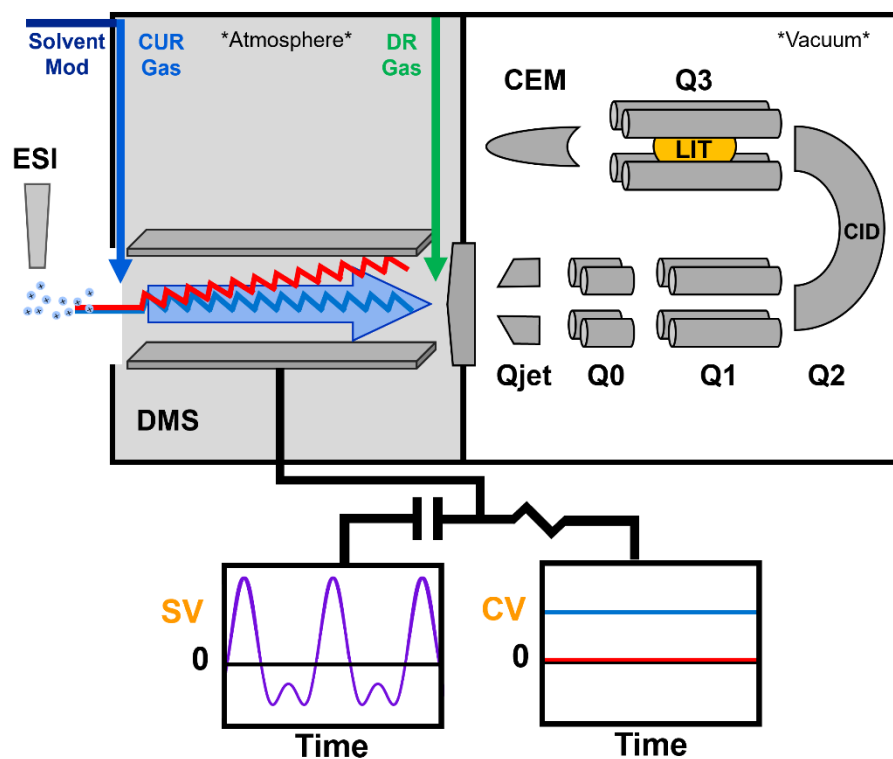 Solvent
Mod
CUR
Gas
*Atmosphere*
DR
Gas
*Vacuum*
CEM
Q3
LIT
ESI
CID
Qjet
Q0
Q1
Q2
DMS
SV
0
Time
CV
0
Time